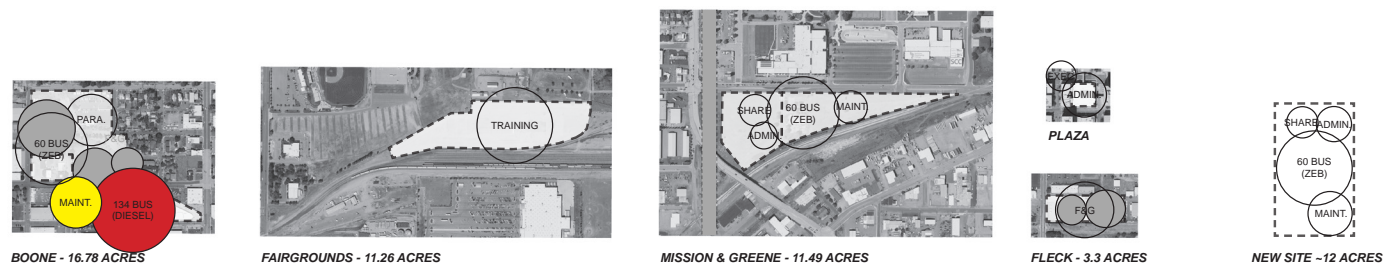 PARA.
60 BUS
(ZEB)
MAINT.
134 BUS
(DIESEL)
BOONE - 16.78 ACRES
TRAINING
FAIRGROUNDS - 11.26 ACRES
SCC
SHARE
60 BUS
(ZEB)
MAINT.
ADMIN.
MISSION & GREENE - 11.49 ACRES
EXEC.
ADMIN.
PLAZA
F&G
FLECK - 3.3 ACRES
SHARE
ADMIN.
60 BUS
(ZEB)
MAINT.
NEW SITE ~12 ACRES